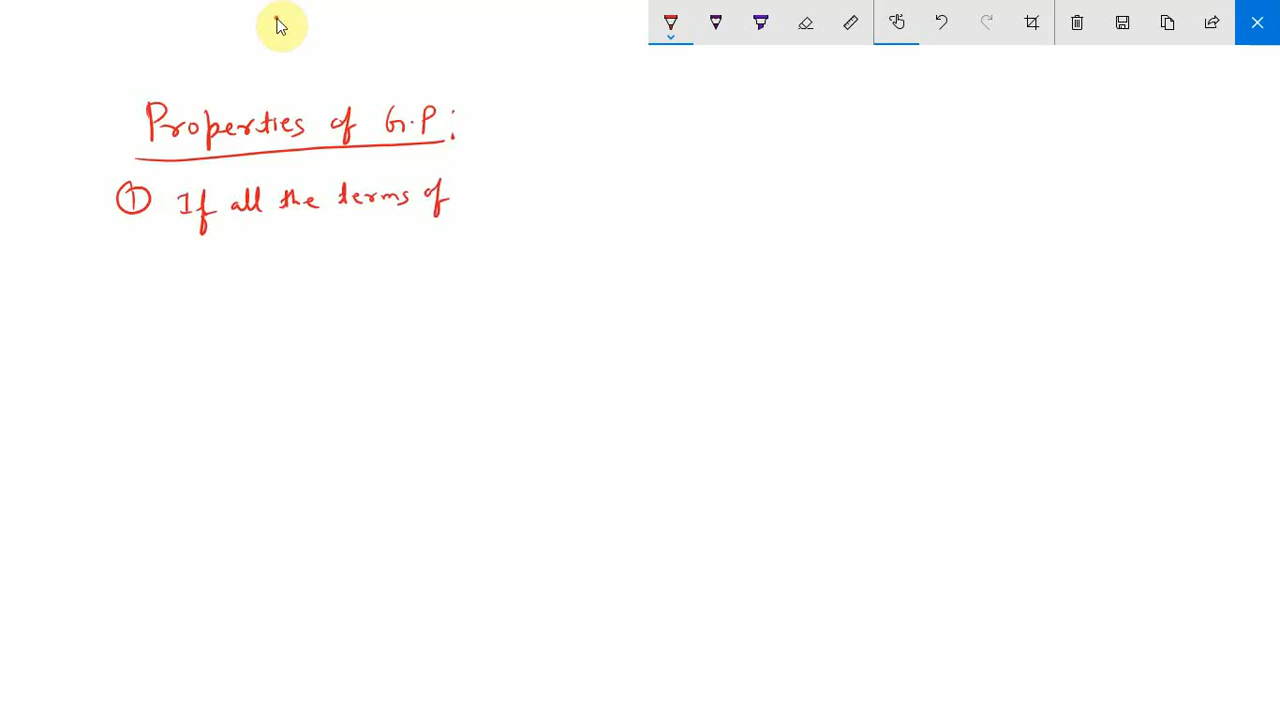 Properties of G.P:
① If all the terms of